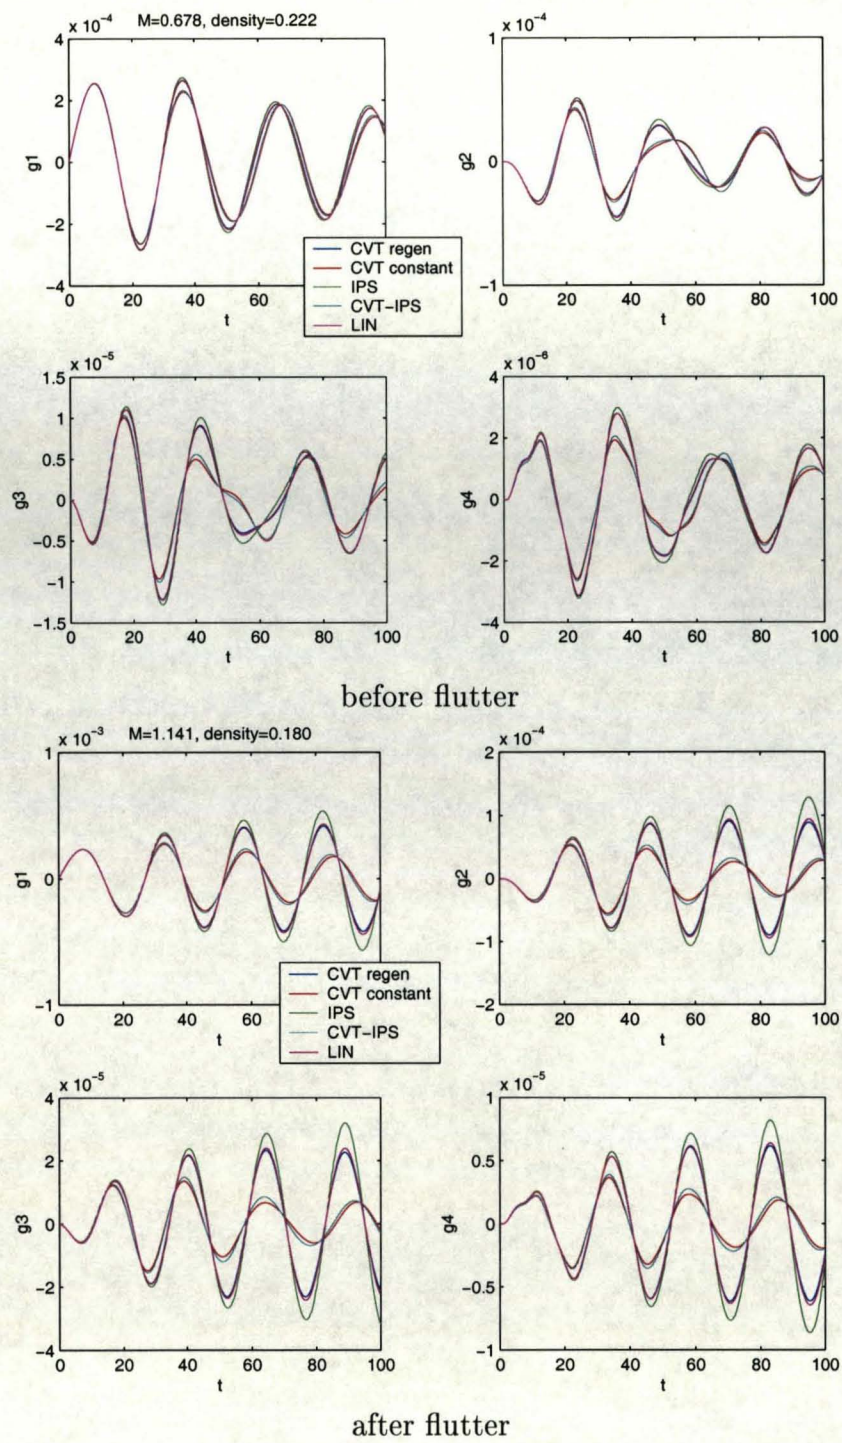 M=0.678, density=0.222
x 10⁻⁴
4
2
0
−2
−4
g1
0 20 40 60
t
x 10⁻⁴
1
0
−1
g2
0 20 40 60 80 100
t
CVT regen
CVT constant
IPS
CVT−IPS
LIN
x 10⁻⁵
1.5
1
0.5
0
−0.5
−1
−1.5
g3
0 20 40 60 80 100
t
x 10⁻⁶
4
2
0
−2
−4
g4
0 20 40 60 80 100
t
before flutter
M=1.141, density=0.180
x 10⁻³
1
0
−1
g1
0 20 40 60 80 100
t
x 10⁻⁴
2
1
0
−1
−2
g2
0 20 40 60 80 100
t
CVT regen
CVT constant
IPS
CVT−IPS
LIN
x 10⁻⁵
4
2
0
−2
−4
g3
0 20 40 60 80 100
t
x 10⁻⁵
1
0.5
0
−0.5
−1
g4
0 20 40 60 80 100
t
after flutter